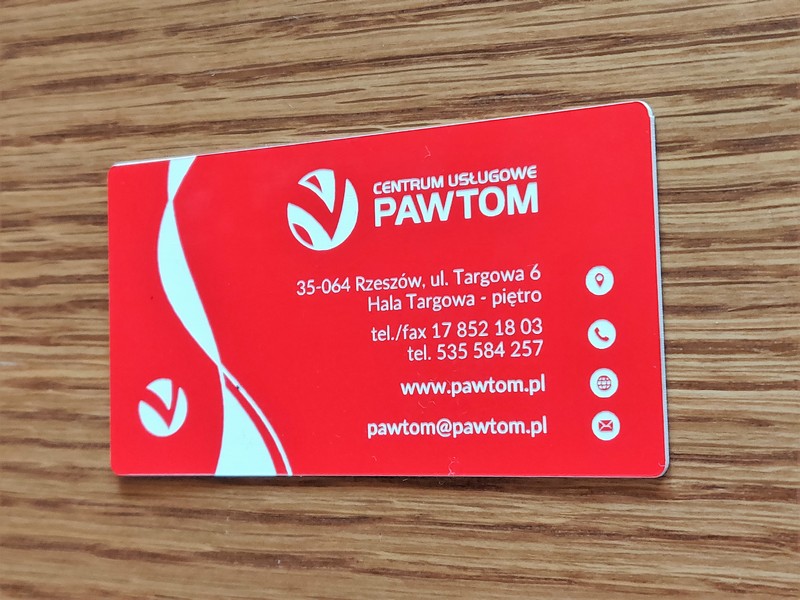 CENTRUM USŁUGOWE
PAWTOM
35-064 Rzeszów, ul. Targowa 6
Hala Targowa - piętro
tel./fax 17 852 18 03
tel. 535 584 257
www.pawtom.pl
pawtom@pawtom.pl